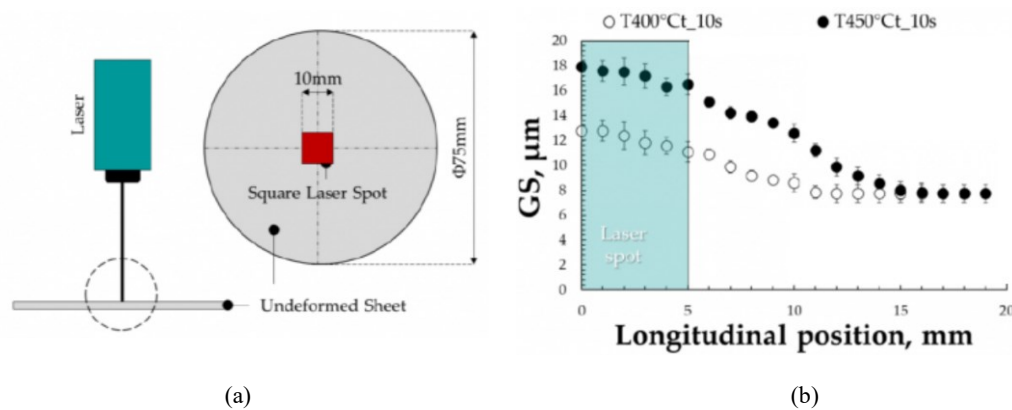 Laser
10mm
Φ75mm
Square Laser Spot
Undeformed Sheet
(a)
T400°Ct_10s
T450°Ct_10s
GS, μm
20
18
16
14
12
10
8
6
4
2
0
Laser
spot
0
5
10
15
20
Longitudinal position, mm
(b)